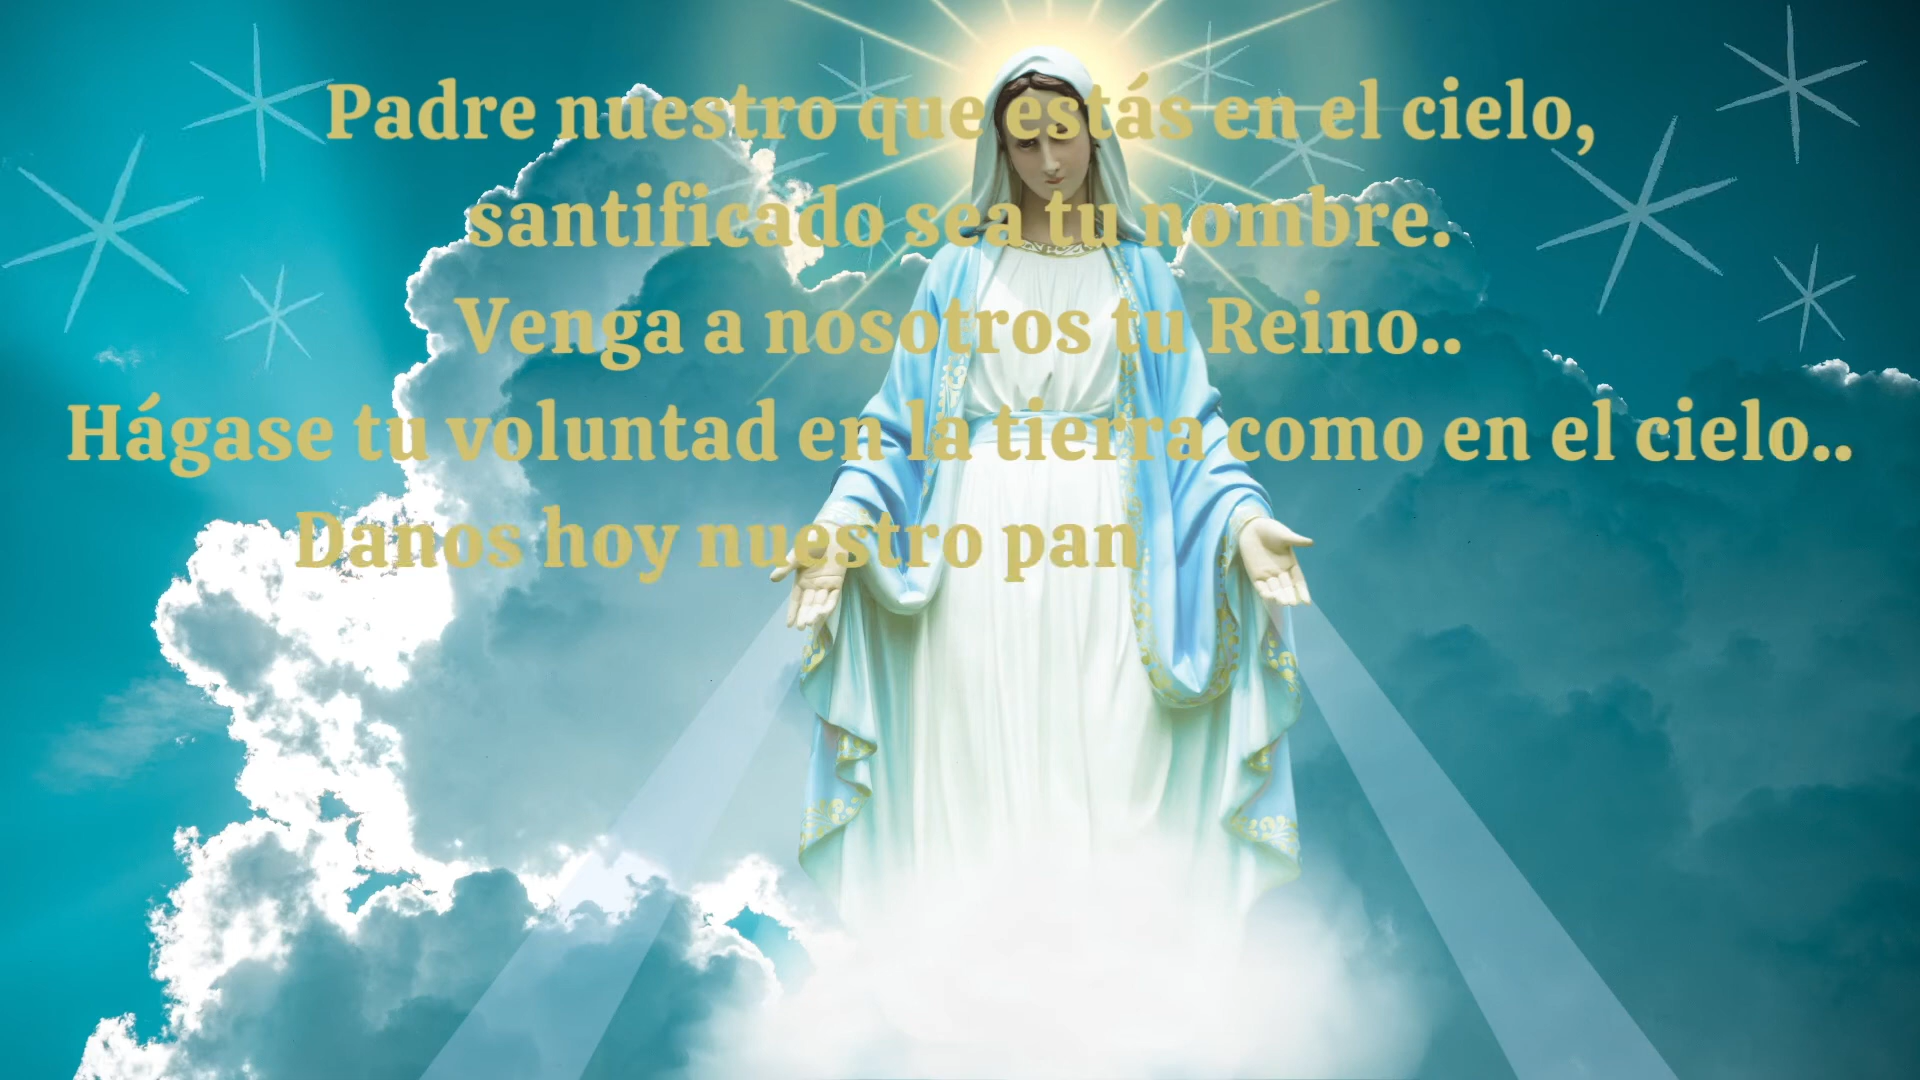 Padre nuestro que estás en el cielo,
santificado sea tu nombre.
Venga a nosotros tu Reino..
Hágase tu voluntad en la tierra como en el cielo..
Danos hoy nuestro pan